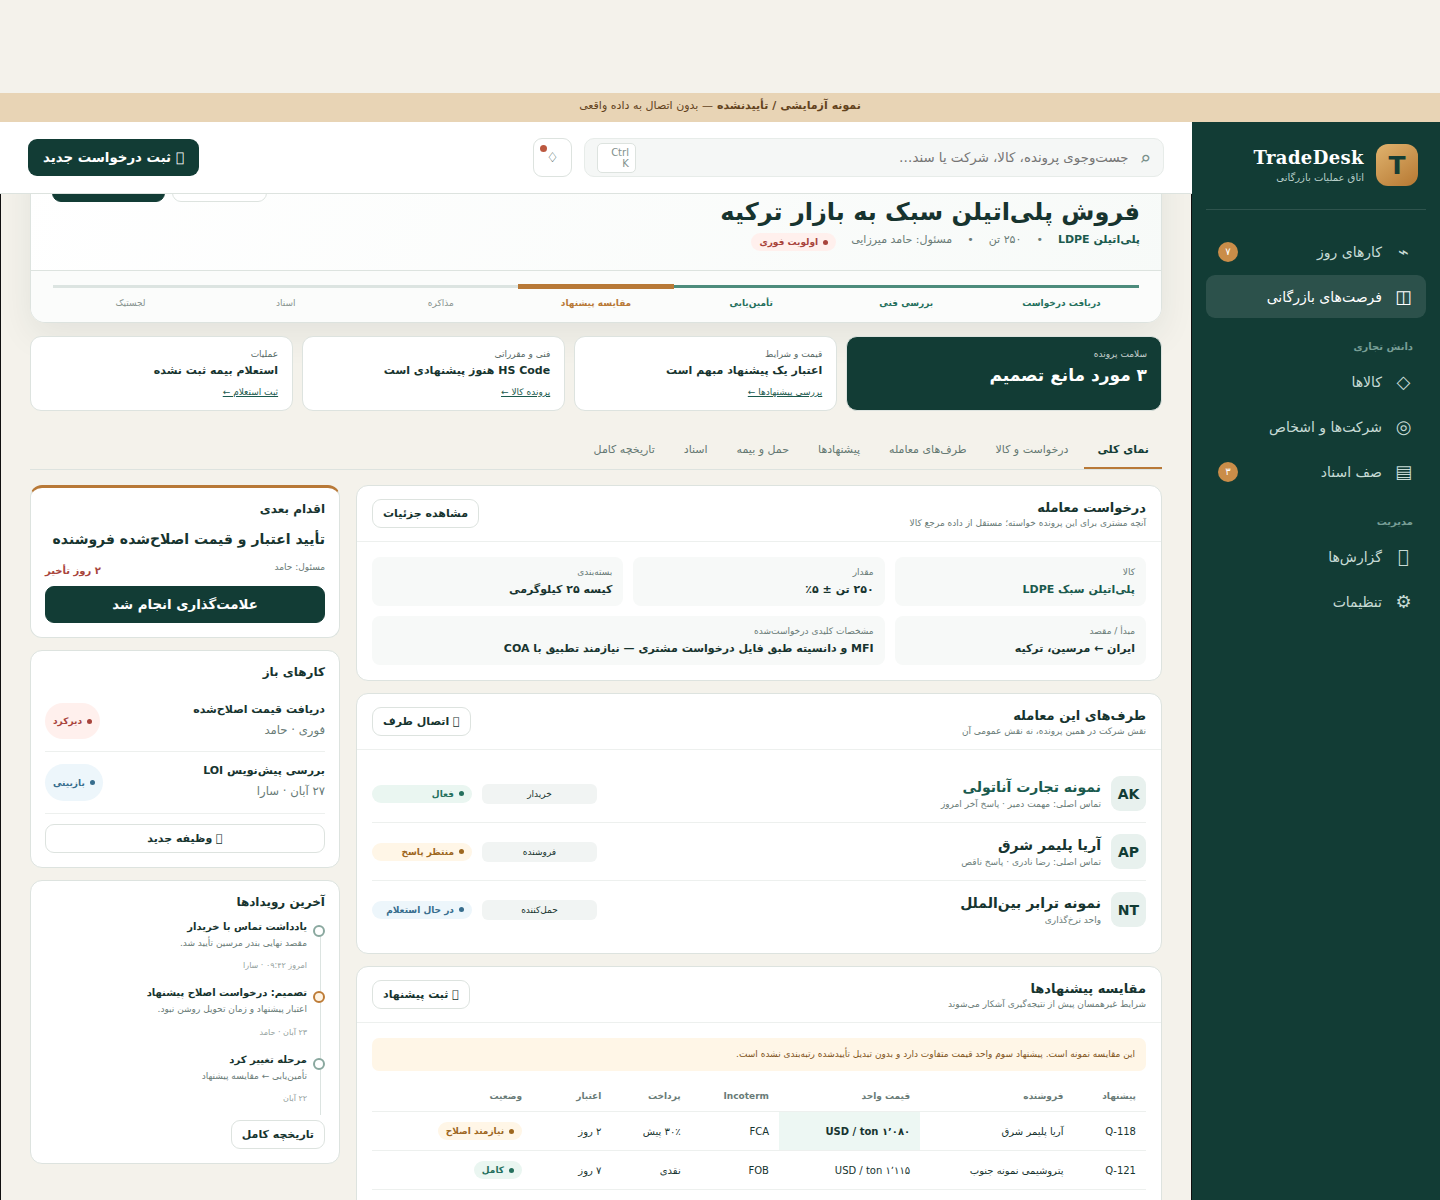 نمونه آزمایشی / تأییدنشده — بدون اتصال به داده واقعی
T
TradeDesk
اتاق عملیات بازرگانی
کارهای روز
۷
فرصت‌های بازرگانی
دانش تجاری
کالاها
شرکت‌ها و اشخاص
صف اسناد
۳
مدیریت
گزارش‌ها
تنظیمات
جست‌وجوی پرونده، کالا، شرکت یا سند...
Ctrl K
ثبت درخواست جدید
فروش پلی‌اتیلن سبک به بازار ترکیه
پلی‌اتیلن LDPE • ۲۵۰ تن • مسئول: حامد میرزایی
اولویت فوری
دریافت درخواست
بررسی فنی
تأمین‌یابی
مقایسه پیشنهاد
مذاکره
اسناد
لجستیک
سلامت پرونده
۳ مورد مانع تصمیم
قیمت و شرایط
اعتبار یک پیشنهاد مبهم است
بررسی پیشنهادها ←
فنی و مقرراتی
HS Code هنوز پیشنهادی است
پرونده کالا ←
عملیات
استعلام بیمه ثبت نشده
ثبت استعلام ←
نمای کلی
درخواست و کالا
طرف‌های معامله
پیشنهادها
حمل و بیمه
اسناد
تاریخچه کامل
درخواست معامله
آنچه مشتری برای این پرونده خواسته؛ مستقل از داده مرجع کالا
مشاهده جزئیات
کالا
پلی‌اتیلن سبک LDPE
مقدار
۲۵۰ تن ± ۵٪
بسته‌بندی
کیسه ۲۵ کیلوگرمی
مبدأ / مقصد
ایران ← مرسین، ترکیه
مشخصات کلیدی درخواست‌شده
MFI و دانسیته طبق فایل درخواست مشتری — نیازمند تطبیق با COA
طرف‌های این معامله
نقش شرکت در همین پرونده، نه نقش عمومی آن
اتصال طرف
AK
نمونه تجارت آناتولی
تماس اصلی: مهمت دمیر · پاسخ آخر امروز
خریدار
فعال
AP
آریا پلیمر شرق
تماس اصلی: رضا نادری · پاسخ ناقص
فروشنده
منتظر پاسخ
NT
نمونه ترابر بین‌الملل
واحد نرخ‌گذاری
حمل‌کننده
در حال استعلام
مقایسه پیشنهادها
شرایط غیرهمسان پیش از نتیجه‌گیری آشکار می‌شوند
ثبت پیشنهاد
این مقایسه نمونه است. پیشنهاد سوم واحد قیمت متفاوت دارد و بدون تبدیل تأییدشده رتبه‌بندی نشده است.
پیشنهاد فروشنده قیمت واحد Incoterm پرداخت اعتبار وضعیت
Q-118 آریا پلیمر شرق ۱٬۰۸۰ USD / ton FCA ۳۰٪ پیش ۲ روز نیازمند اصلاح
Q-121 پتروشیمی نمونه جنوب ۱٬۱۱۵ USD / ton FOB نقدی ۷ روز کامل
اقدام بعدی
تأیید اعتبار و قیمت اصلاح‌شده فروشنده
مسئول: حامد
۲ روز تأخیر
علامت‌گذاری انجام شد
کارهای باز
دریافت قیمت اصلاح‌شده
فوری · حامد
دیرکرد
بررسی پیش‌نویس LOI
۲۷ آبان · سارا
بازبینی
وظیفه جدید
آخرین رویدادها
یادداشت تماس با خریدار
مقصد نهایی بندر مرسین تأیید شد.
امروز ۰۹:۴۲ · سارا
تصمیم: درخواست اصلاح پیشنهاد
اعتبار پیشنهاد و زمان تحویل روشن نبود.
۲۳ آبان · حامد
مرحله تغییر کرد
تأمین‌یابی ← مقایسه پیشنهاد
۲۲ آبان
تاریخچه کامل